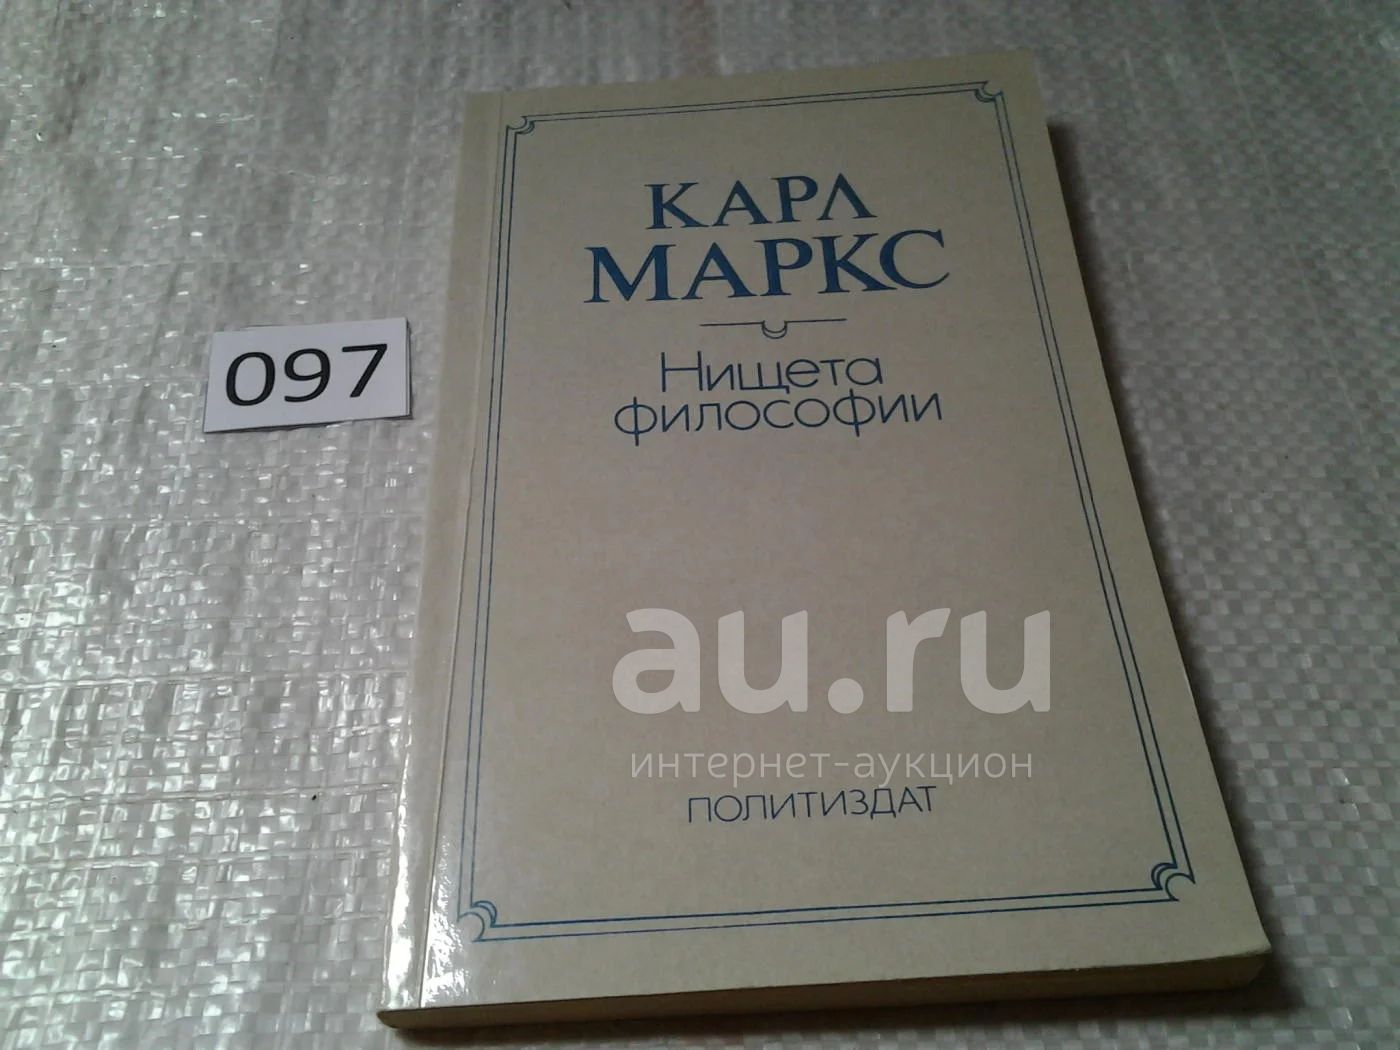 КАРЛ
МАРКС
Нищета
философии
097
au.ru
интернет-аукцион
ПОЛИТИЗДАТ